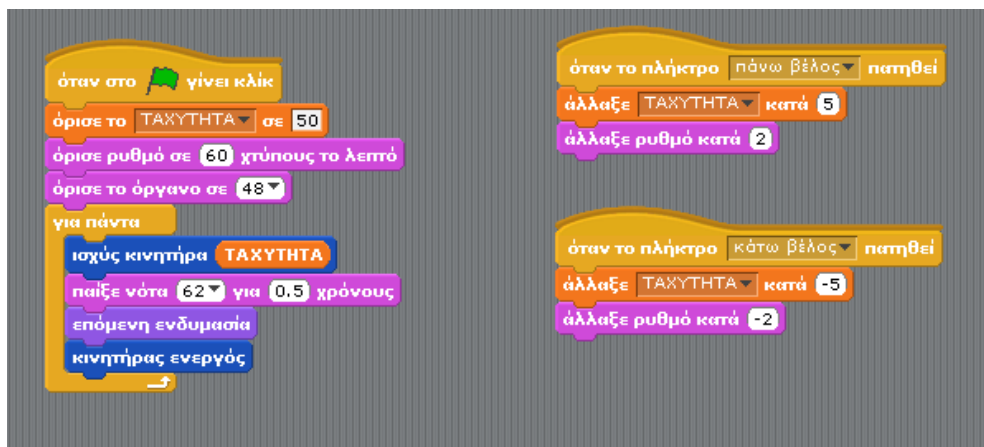 όταν στο γίνει κλίκ
όρισε το ΤΑΧΥΤΗΤΑ σε 50
όρισε ρυθμό σε 60 χτύπους το λεπτό
όρισε το όργανο σε 48
για πάντα
ισχύς κινητήρα ΤΑΧΥΤΗΤΑ
παίξε νότα 62 για 0.5 χρόνους
επόμενη ενδυμασία
κινητήρας ενεργός
όταν το πλήκτρο πάνω βέλος πατηθεί
άλλαξε ΤΑΧΥΤΗΤΑ κατά 5
άλλαξε ρυθμό κατά 2
όταν το πλήκτρο κάτω βέλος πατηθεί
άλλαξε ΤΑΧΥΤΗΤΑ κατά -5
άλλαξε ρυθμό κατά -2